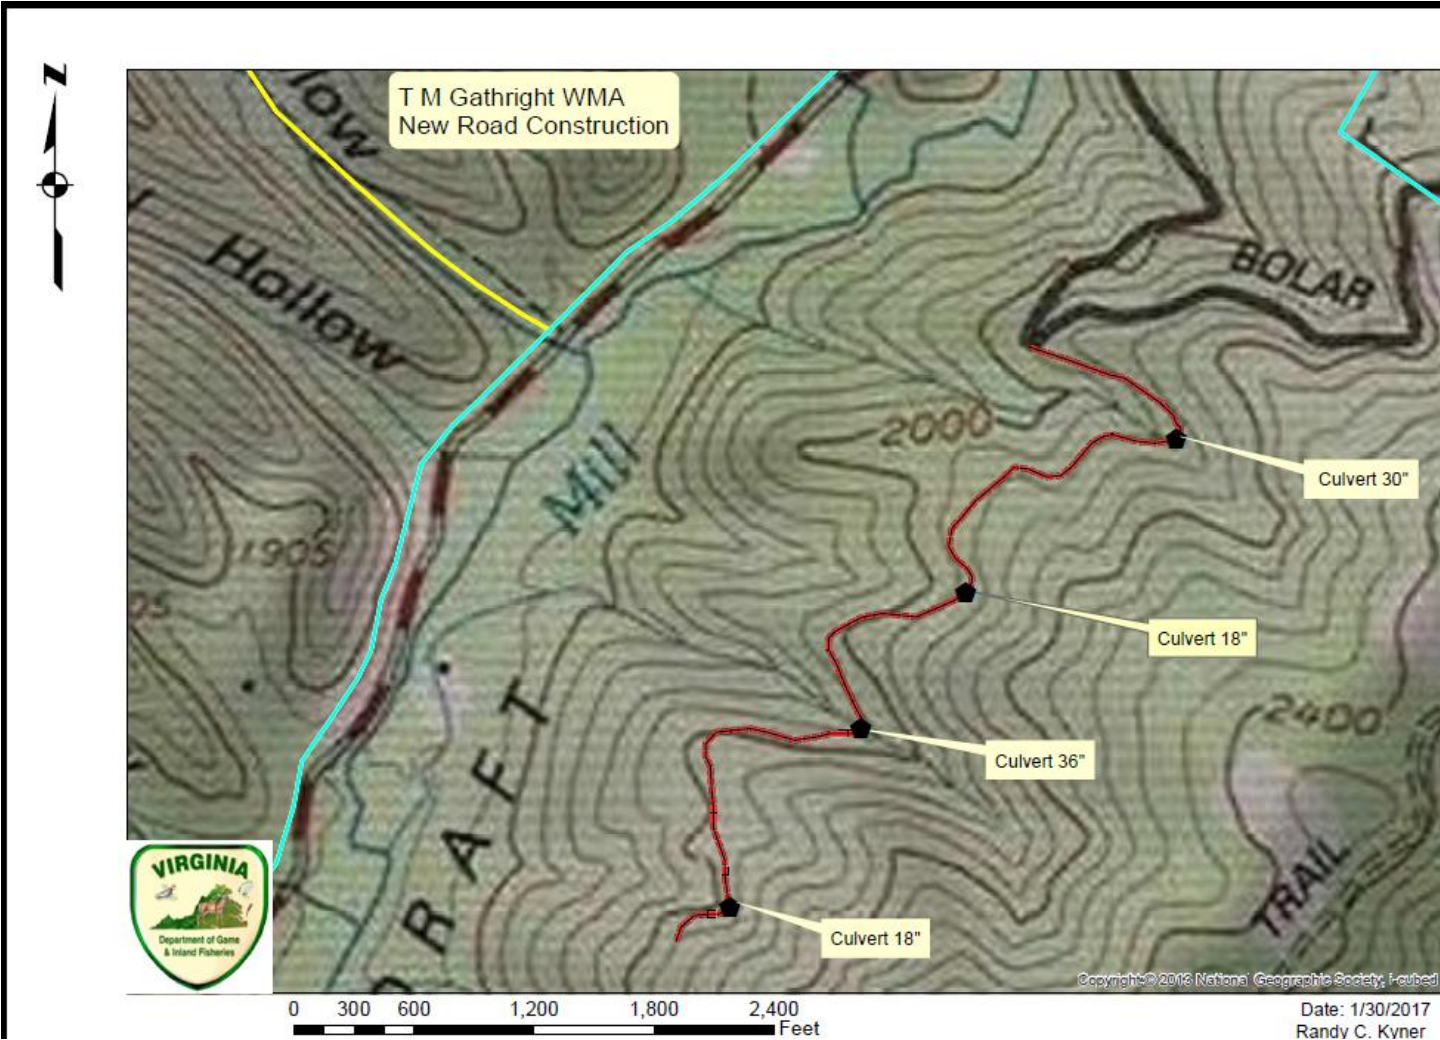 N
T M Gathright WMA
New Road Construction
Hollow
BOLAR
2000
Culvert 30"
Mill
1905
Culvert 18"
2400
Culvert 36"
DRAFT
TRAIL
Culvert 18"
VIRGINIA
Department of Game
& Inland Fisheries
Copyright:© 2013 National Geographic Society, i-cubed
0 300 600 1,200 1,800 2,400
Feet
Date: 1/30/2017
Randy C. Kyner